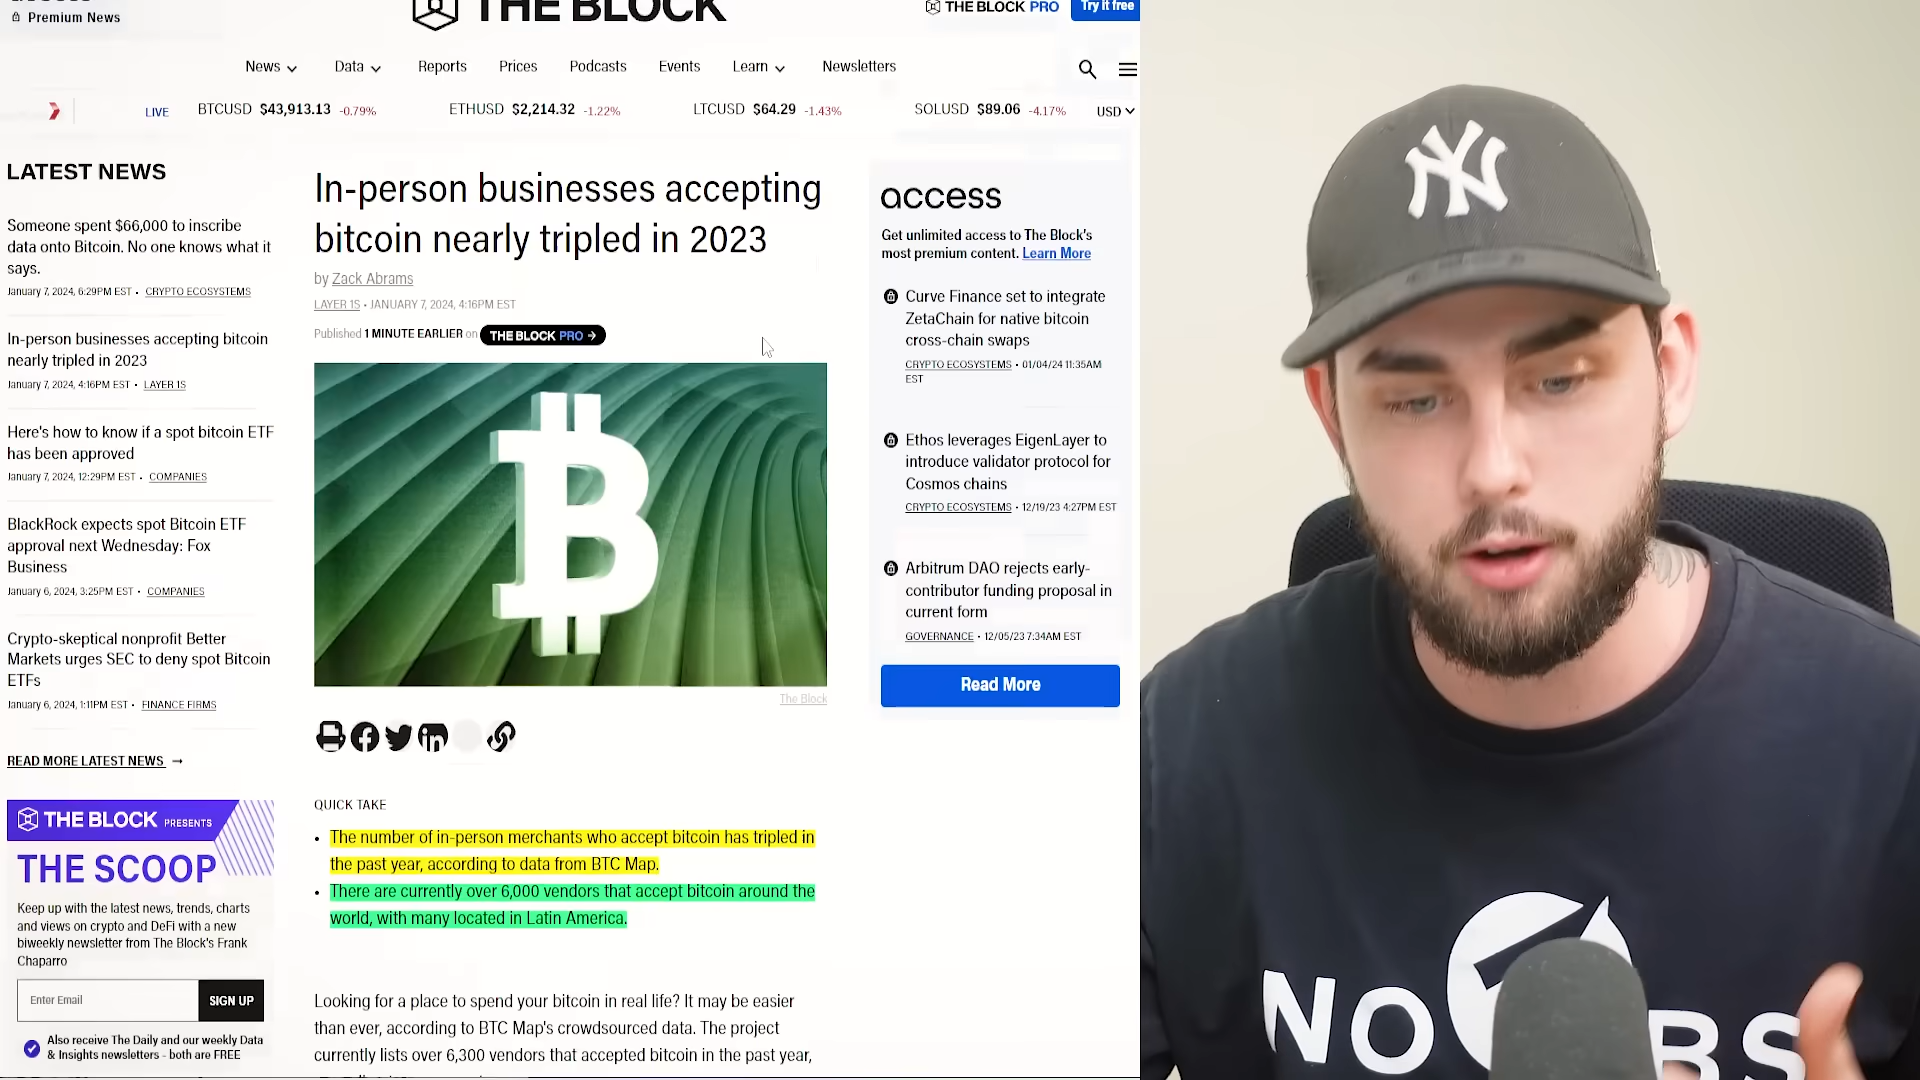 Premium News
THE BLOCK
THE BLOCK PRO
Try it free
News
Data
Reports
Prices
Podcasts
Events
Learn
Newsletters
LIVE
BTCUSD $43,913.13 -0.79%
ETHUSD $2,214.32 -1.22%
LTCUSD $64.29 -1.43%
SOLUSD $89.06 -4.17%
USD
LATEST NEWS
Someone spent $66,000 to inscribe
data onto Bitcoin. No one knows what it
says.
January 7, 2024, 6:29PM EST • CRYPTO ECOSYSTEMS
In-person businesses accepting bitcoin
nearly tripled in 2023
January 7, 2024, 4:16PM EST • LAYER 1S
Here's how to know if a spot bitcoin ETF
has been approved
January 7, 2024, 12:29PM EST • COMPANIES
BlackRock expects spot Bitcoin ETF
approval next Wednesday: Fox
Business
January 6, 2024, 3:25PM EST • COMPANIES
Crypto-skeptical nonprofit Better
Markets urges SEC to deny spot Bitcoin
ETFs
January 6, 2024, 1:11PM EST • FINANCE FIRMS
READ MORE LATEST NEWS →
THE BLOCK PRESENTS
THE SCOOP
Keep up with the latest news, trends, charts
and views on crypto and DeFi with a new
biweekly newsletter from The Block's Frank
Chaparro
Enter Email
SIGN UP
Also receive The Daily and our weekly Data
& Insights newsletters - both are FREE
In-person businesses accepting
bitcoin nearly tripled in 2023
by Zack Abrams
LAYER 1S • JANUARY 7, 2024, 4:16PM EST
Published 1 MINUTE EARLIER on THE BLOCK PRO →
The Block
QUICK TAKE
• The number of in-person merchants who accept bitcoin has tripled in
the past year, according to data from BTC Map.
• There are currently over 6,000 vendors that accept bitcoin around the
world, with many located in Latin America.
Looking for a place to spend your bitcoin in real life? It may be easier
than ever, according to BTC Map's crowdsourced data. The project
currently lists over 6,300 vendors that accepted bitcoin in the past year,
access
Get unlimited access to The Block's
most premium content. Learn More
Curve Finance set to integrate
ZetaChain for native bitcoin
cross-chain swaps
CRYPTO ECOSYSTEMS • 01/04/24 11:35AM
EST
Ethos leverages EigenLayer to
introduce validator protocol for
Cosmos chains
CRYPTO ECOSYSTEMS • 12/19/23 4:27PM EST
Arbitrum DAO rejects early-
contributor funding proposal in
current form
GOVERNANCE • 12/05/23 7:34AM EST
Read More
NY
NO BS